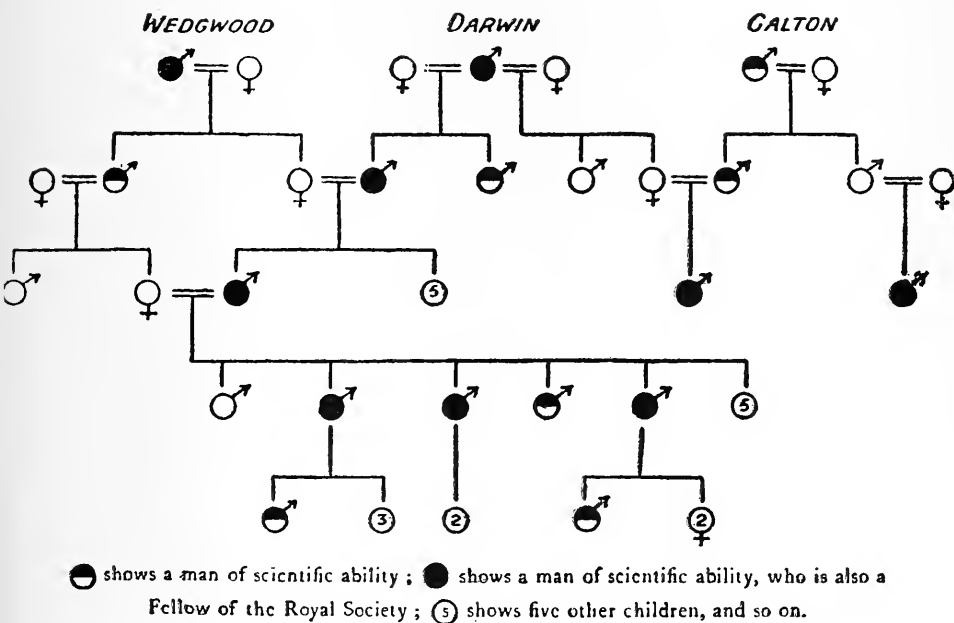 WEDGWOOD DARWIN GALTON
5
5
3 2 2
shows a man of scientific ability; shows a man of scientific ability, who is also a
Fellow of the Royal Society; 5 shows five other children, and so on.